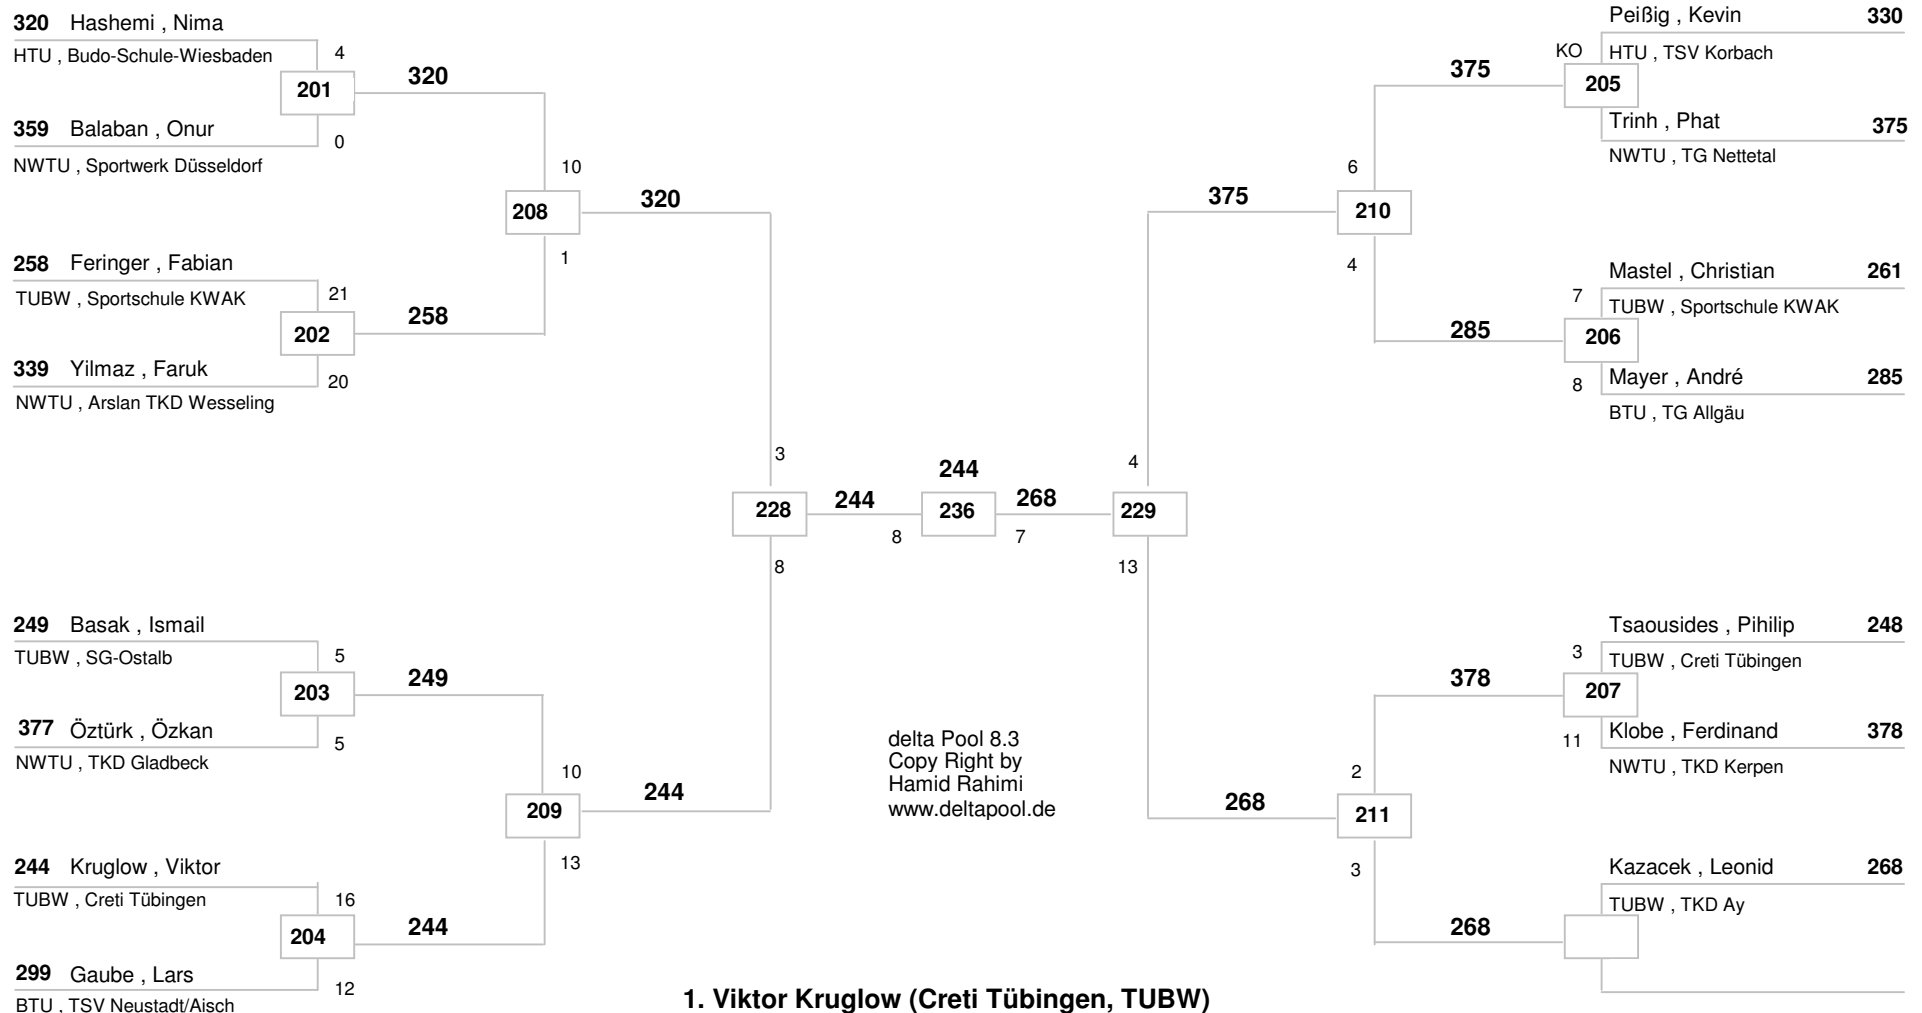 320 Hashemi , Nima
HTU , Budo-Schule-Wiesbaden
4
201
320
359 Balaban , Onur
0
NWTU , Sportwerk Düsseldorf
10
208
320
1
258 Feringer , Fabian
TUBW , Sportschule KWAK
21
202
258
339 Yilmaz , Faruk
20
NWTU , Arslan TKD Wesseling
3
228
244
8
8
236
244
249 Basak , Ismail
TUBW , SG-Ostalb
5
203
249
377 Öztürk , Özkan
5
NWTU , TKD Gladbeck
10
209
244
13
244 Kruglow , Viktor
TUBW , Creti Tübingen
16
204
244
299 Gaube , Lars
12
BTU , TSV Neustadt/Aisch
Peißig , Kevin 330
KO
HTU , TSV Korbach
375
205
Trinh , Phat 375
NWTU , TG Nettetal
6
375
210
4
Mastel , Christian 261
7
TUBW , Sportschule KWAK
285
206
Mayer , André 285
8
BTU , TG Allgäu
4
268
229
7
13
Tsaousides , Pihilip 248
3
TUBW , Creti Tübingen
378
207
Klobe , Ferdinand 378
11
NWTU , TKD Kerpen
2
268
211
3
Kazacek , Leonid 268
TUBW , TKD Ay
268
delta Pool 8.3
Copy Right by
Hamid Rahimi
www.deltapool.de
1. Viktor Kruglow (Creti Tübingen, TUBW)